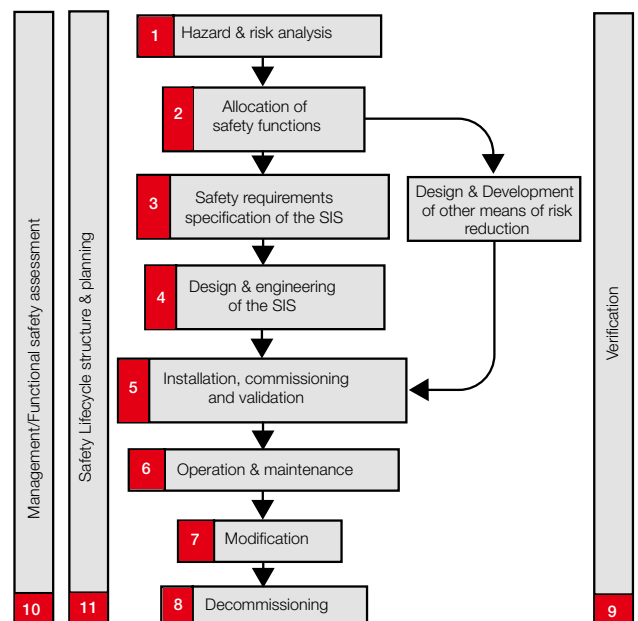 1
Hazard & risk analysis
2
Allocation of
safety functions
3
Safety requirements
specification of the SIS
Design & Development
of other means of risk
reduction
4
Design & engineering
of the SIS
5
Installation, commissioning
and validation
6
Operation & maintenance
7
Modification
8
Decommissioning
Management/Functional safety assessment
10
Safety Lifecycle structure & planning
11
Verification
9